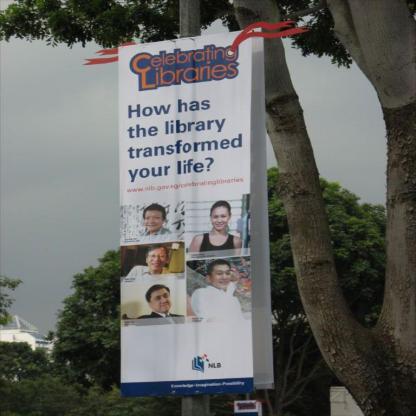 Celebrating
Libraries
How has
the library
transformed
your life?
www.nlb.gov.sg/celebratinglibraries
NLB
Knowledge·Imagination·Possibility